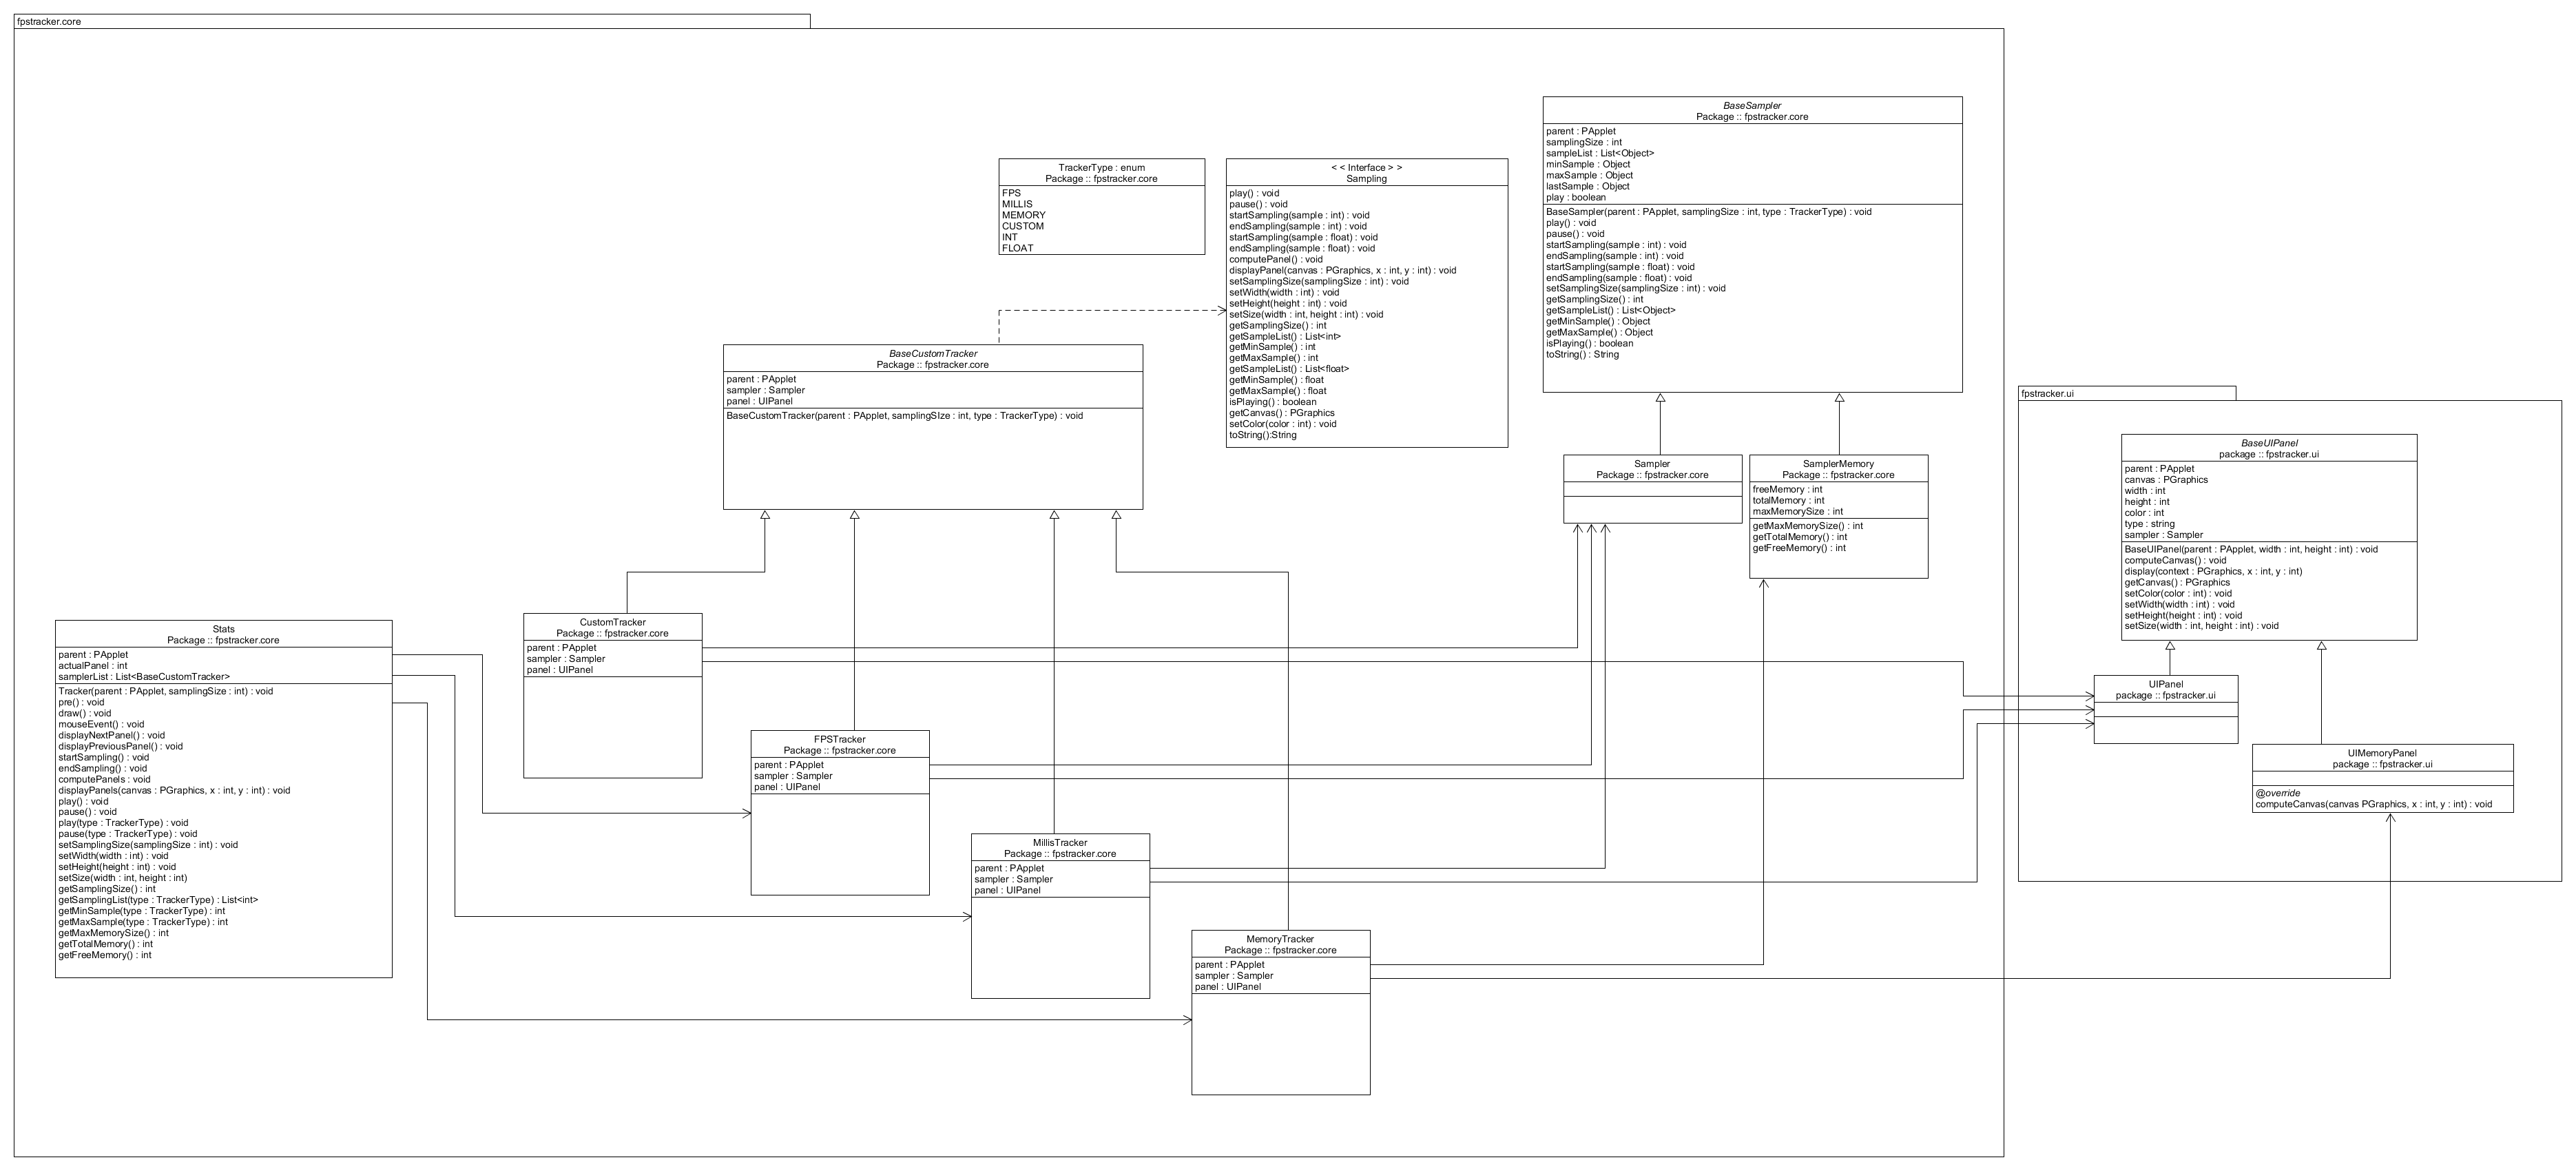 fpstracker.core
BaseSampler
Package :: fpstracker.core
parent : PApplet
samplingSize : int
sampleList : List<Object>
minSample : Object
maxSample : Object
lastSample : Object
play : boolean
BaseSampler(parent : PApplet, samplingSize : int, type : TrackerType) : void
play() : void
pause() : void
startSampling(sample : int) : void
endSampling(sample : int) : void
startSampling(sample : float) : void
endSampling(sample : float) : void
setSamplingSize(samplingSize : int) : void
getSamplingSize() : int
getSampleList() : List<Object>
getMinSample() : Object
getMaxSample() : Object
isPlaying() : boolean
toString() : String
TrackerType : enum
Package :: fpstracker.core
FPS
MILLIS
MEMORY
CUSTOM
INT
FLOAT
< < Interface > >
Sampling
play() : void
pause() : void
startSampling(sample : int) : void
endSampling(sample : int) : void
startSampling(sample : float) : void
endSampling(sample : float) : void
computePanel() : void
displayPanel(canvas : PGraphics, x : int, y : int) : void
setSamplingSize(samplingSize : int) : void
setWidth(width : int) : void
setHeight(height : int) : void
setSize(width : int, height : int) : void
getSamplingSize() : int
getSampleList() : List<int>
getMinSample() : int
getMaxSample() : int
getSampleList() : List<float>
getMinSample() : float
getMaxSample() : float
isPlaying() : boolean
getCanvas() : PGraphics
setColor(color : int) : void
toString():String
BaseCustomTracker
Package :: fpstracker.core
parent : PApplet
sampler : Sampler
panel : UIPanel
BaseCustomTracker(parent : PApplet, samplingSIze : int, type : TrackerType) : void
fpstracker.ui
BaseUIPanel
package :: fpstracker.ui
parent : PApplet
canvas : PGraphics
width : int
height : int
color : int
type : string
sampler : Sampler
BaseUIPanel(parent : PApplet, width : int, height : int) : void
computeCanvas() : void
display(context : PGraphics, x : int, y : int)
getCanvas() : PGraphics
setColor(color : int) : void
setWidth(width : int) : void
setHeight(height : int) : void
setSize(width : int, height : int) : void
Sampler
Package :: fpstracker.core
SamplerMemory
Package :: fpstracker.core
freeMemory : int
totalMemory : int
maxMemorySize : int
getMaxMemorySize() : int
getTotalMemory() : int
getFreeMemory() : int
Stats
Package :: fpstracker.core
parent : PApplet
actualPanel : int
samplerList : List<BaseCustomTracker>
Tracker(parent : PApplet, samplingSize : int) : void
pre() : void
draw() : void
mouseEvent() : void
displayNextPanel() : void
displayPreviousPanel() : void
startSampling() : void
endSampling() : void
computePanels : void
displayPanels(canvas : PGraphics, x : int, y : int) : void
play() : void
pause() : void
play(type : TrackerType) : void
pause(type : TrackerType) : void
setSamplingSize(samplingSize : int) : void
setWidth(width : int) : void
setHeight(height : int) : void
setSize(width : int, height : int)
getSamplingSize() : int
getSamplingList(type : TrackerType) : List<int>
getMinSample(type : TrackerType) : int
getMaxSample(type : TrackerType) : int
getMaxMemorySize() : int
getTotalMemory() : int
getFreeMemory() : int
CustomTracker
Package :: fpstracker.core
parent : PApplet
sampler : Sampler
panel : UIPanel
UIPanel
package :: fpstracker.ui
FPSTracker
Package :: fpstracker.core
parent : PApplet
sampler : Sampler
panel : UIPanel
UIMemoryPanel
package :: fpstracker.ui
@override
computeCanvas(canvas PGraphics, x : int, y : int) : void
MillisTracker
Package :: fpstracker.core
parent : PApplet
sampler : Sampler
panel : UIPanel
MemoryTracker
Package :: fpstracker.core
parent : PApplet
sampler : Sampler
panel : UIPanel